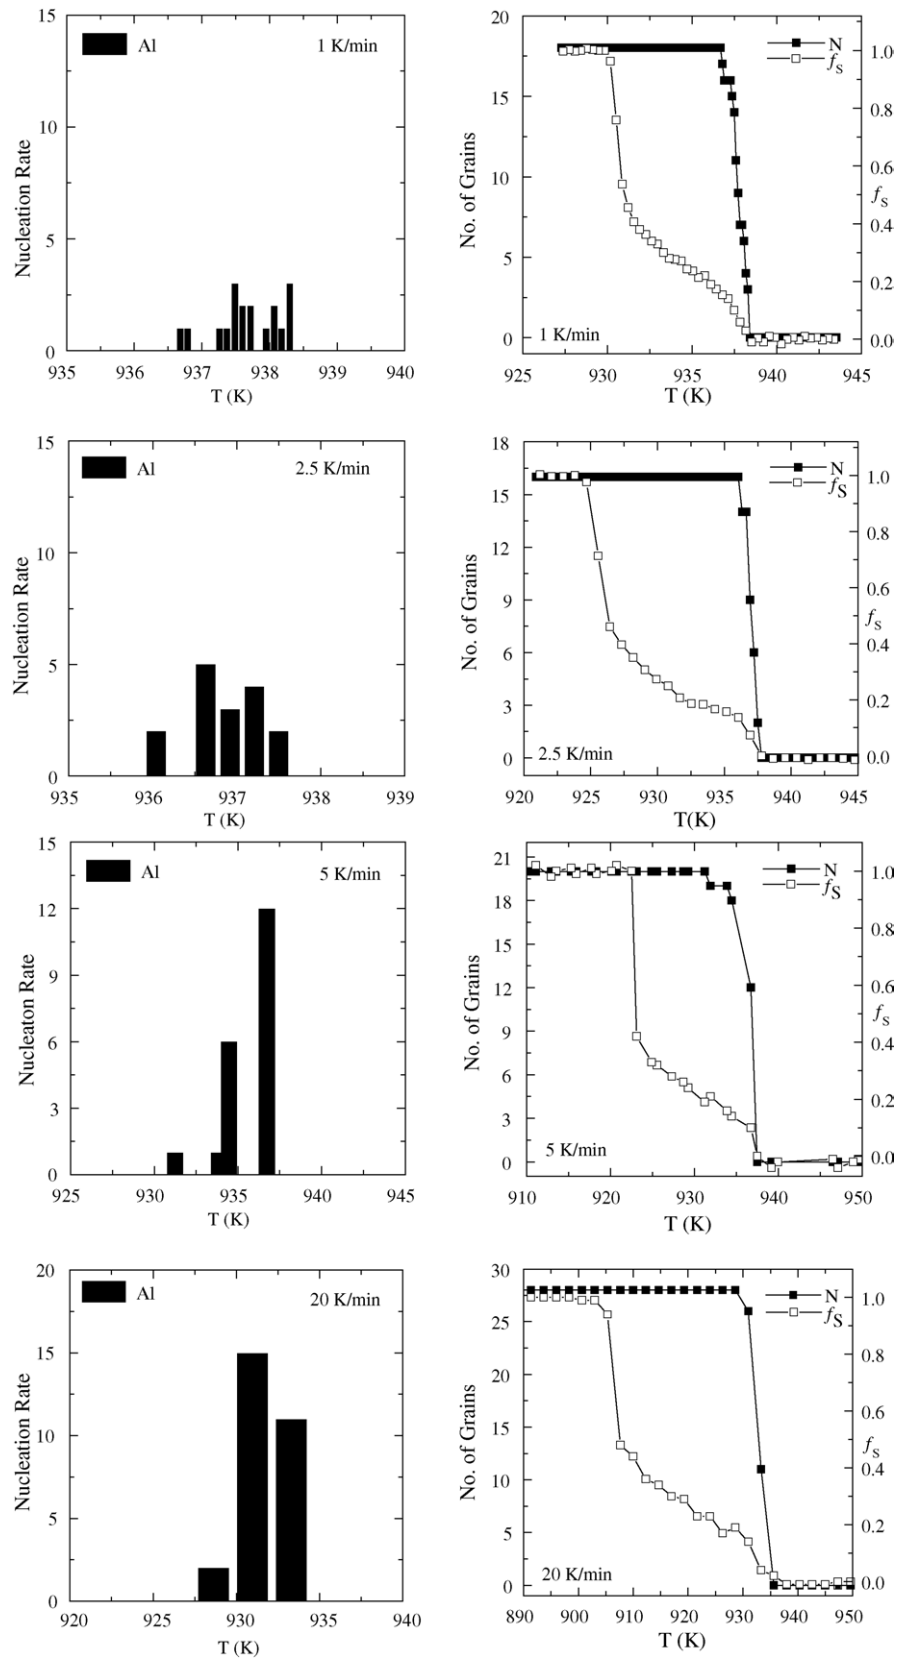 15
10
5
0
Nucleation Rate
Al
1 K/min
935 936 937 938 939 940
T (K)
20
15
10
5
0
No. of Grains
N
fS
1.0
0.8
0.6
0.4
0.2
0.0
fS
1 K/min
925 930 935 940 945
T (K)
15
10
5
0
Nucleation Rate
Al
2.5 K/min
935 936 937 938 939
T (K)
18
15
12
9
6
3
0
No. of Grains
N
fS
1.0
0.8
0.6
0.4
0.2
0.0
fS
2.5 K/min
920 925 930 935 940 945
T(K)
15
12
9
6
3
0
Nucleaton Rate
Al
5 K/min
925 930 935 940 945
T (K)
21
18
15
12
9
6
3
0
No. of Grains
N
fS
1.0
0.8
0.6
0.4
0.2
0.0
fS
5 K/min
910 920 930 940 950
T (K)
20
15
10
5
0
Nucleation Rate
Al
20 K/min
920 925 930 935 940
T (K)
30
25
20
15
10
5
0
No. of Grains
N
fS
1.0
0.8
0.6
0.4
0.2
0.0
fS
20 K/min
890 900 910 920 930 940 950
T (K)